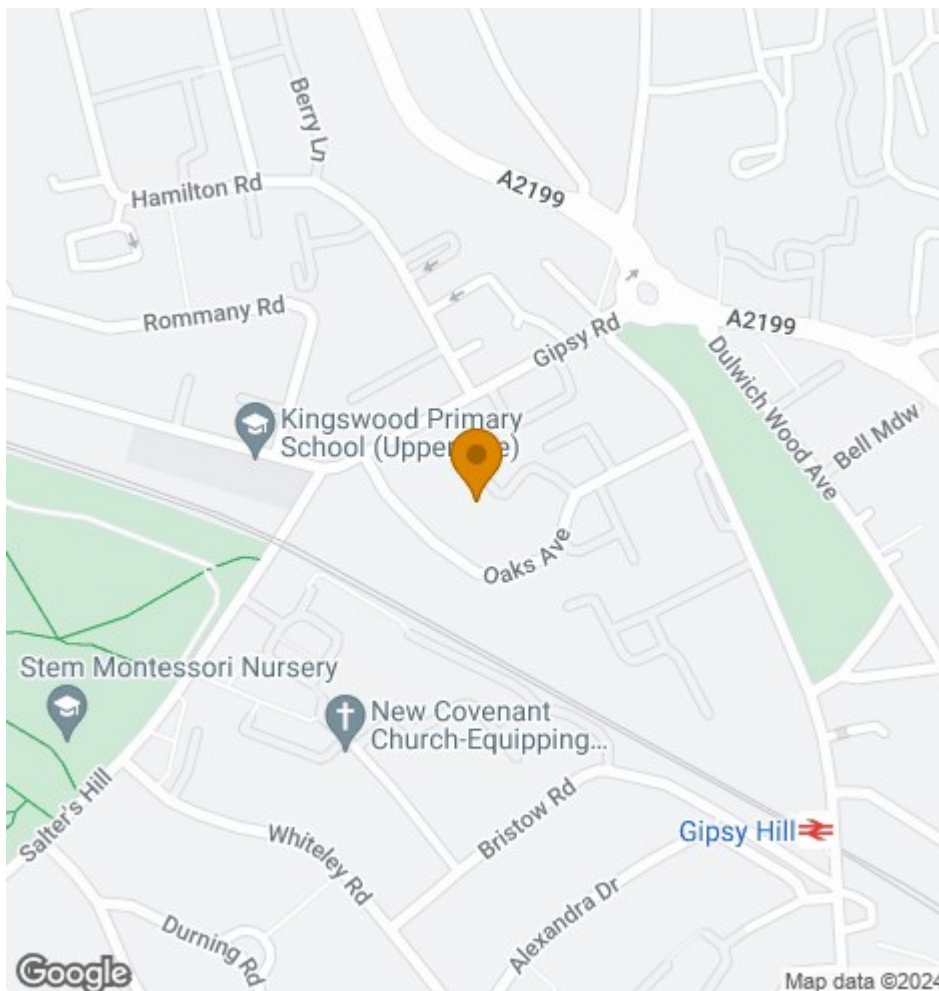 Berry Ln
Hamilton Rd
A2199
Rommany Rd
Gipsy Rd
A2199
Dulwich Wood Ave
Bell Mdw
Kingswood Primary
School (Upper
e)
Oaks Ave
Stem Montessori Nursery
New Covenant
Church-Equipping...
Salter's Hill
Bristow Rd
Gipsy Hill
Whiteley Rd
Alexandra Dr
Durning Rd
Google
Map data ©2024